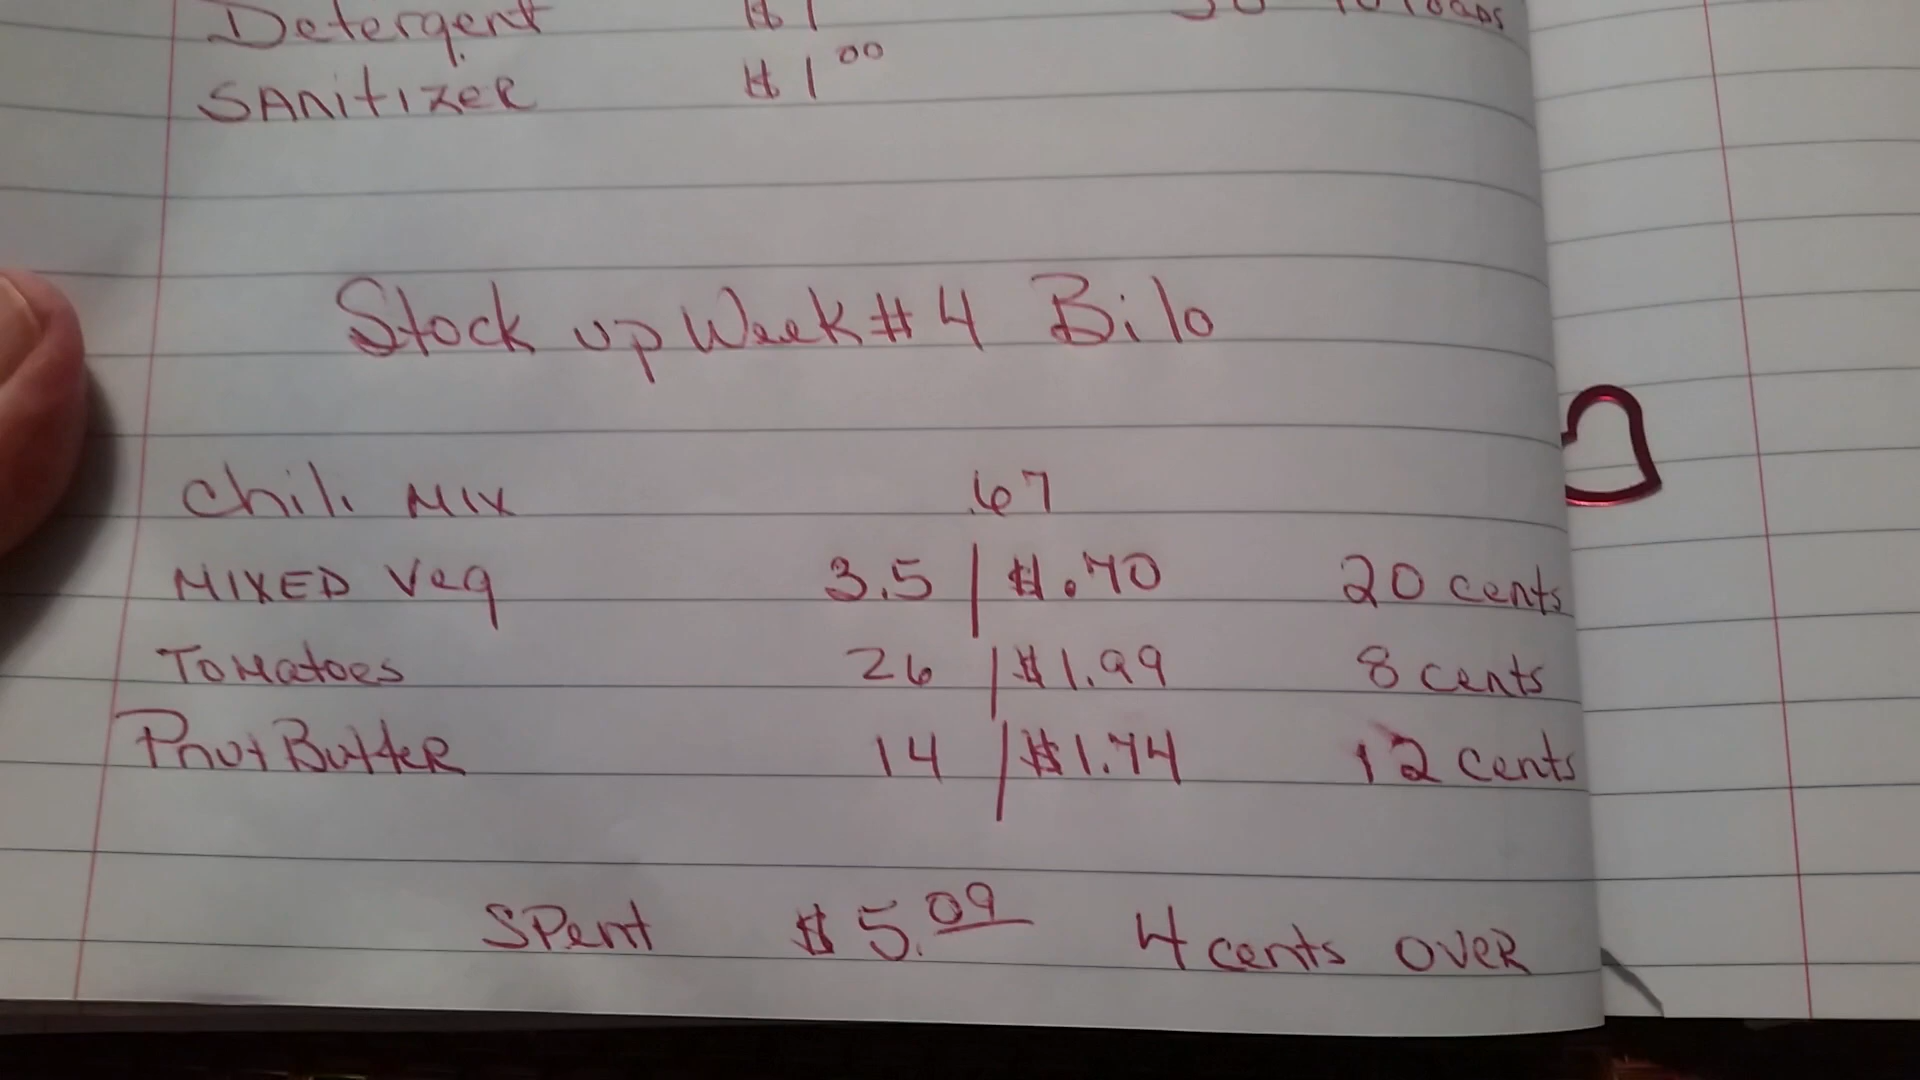 Detergent $1
SANitizER $1.00
Stock up Week #4 Bilo
Chili Mix .67
MIXED Veg 3.5 | $.70 20 cents
Tomatoes 26 | $1.99 8 cents
Pnut ButteR 14 | $1.74 12 cents
SPent $5.09 4 cents oveR